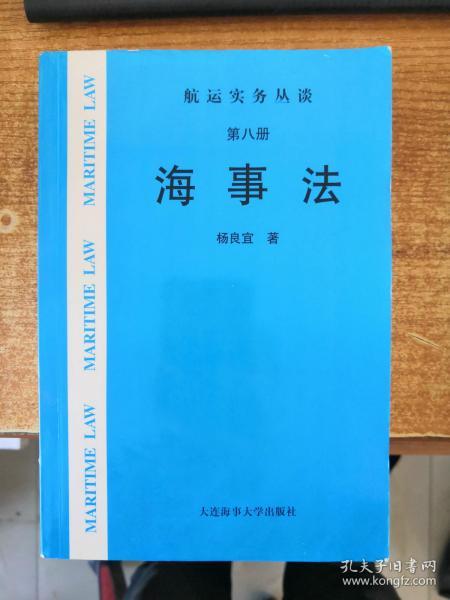 航运实务丛谈
第八册
海事法
杨良宜 著
MARITIME LAW
MARITIME LAW
MARITIME LAW
大连海事大学出版社
孔夫子旧书网
www.kongfz.com